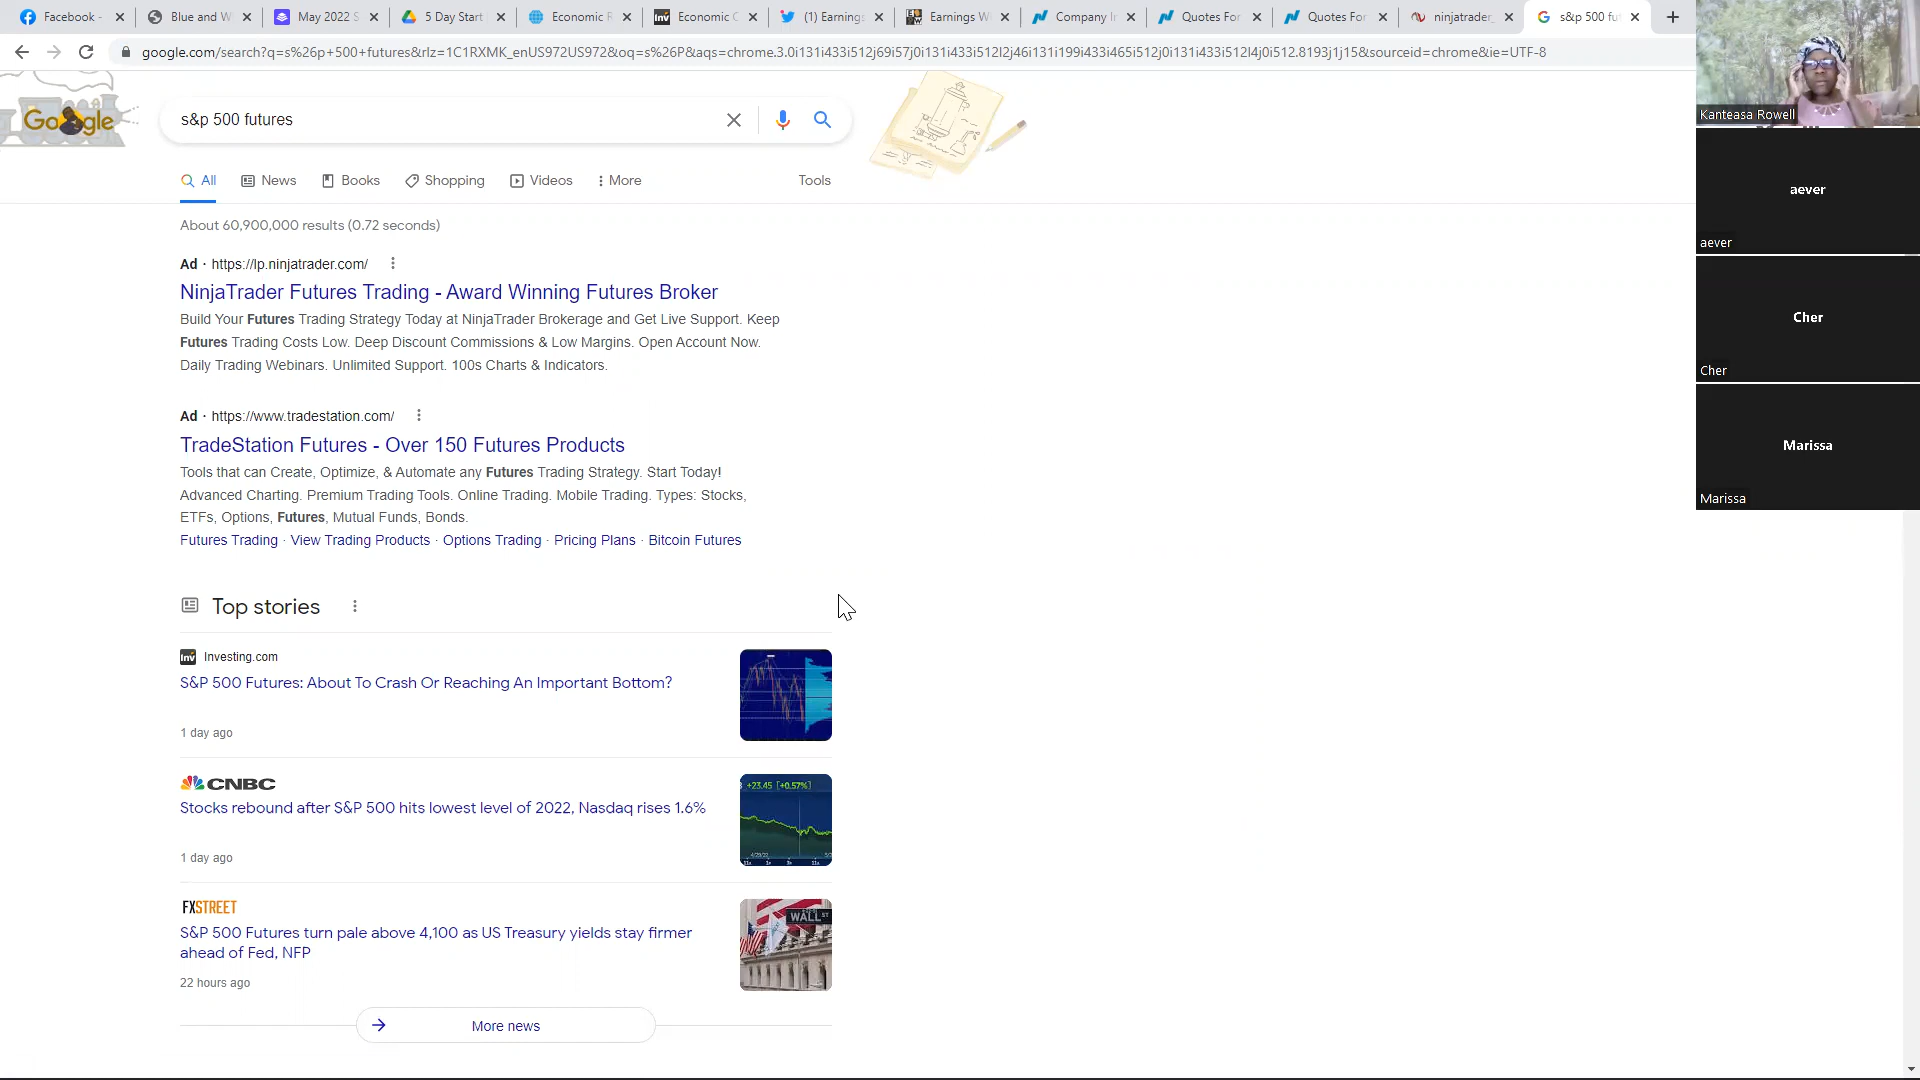 Facebook -
Blue and W
May 2022 S
5 Day Start
Economic R
Economic C
(1) Earning
Earnings W
Company In
Quotes For
Quotes For
ninjatrader_
s&p 500 fu
google.com/search?q=s%26p+500+futures&rlz=1C1RXMK_enUS972US972&oq=s%26P&aqs=chrome.3.0i131i433i512j69i57j0i131i433i512l2j46i131i199i433i465i512j0i131i433i512l4j0i512.8193j1j15&sourceid=chrome&ie=UTF-8
Google
s&p 500 futures
All
News
Books
Shopping
Videos
More
Tools
About 60,900,000 results (0.72 seconds)
Ad · https://lp.ninjatrader.com/
NinjaTrader Futures Trading - Award Winning Futures Broker
Build Your Futures Trading Strategy Today at NinjaTrader Brokerage and Get Live Support. Keep
Futures Trading Costs Low. Deep Discount Commissions & Low Margins. Open Account Now.
Daily Trading Webinars. Unlimited Support. 100s Charts & Indicators.
Ad · https://www.tradestation.com/
TradeStation Futures - Over 150 Futures Products
Tools that can Create, Optimize, & Automate any Futures Trading Strategy. Start Today!
Advanced Charting. Premium Trading Tools. Online Trading. Mobile Trading. Types: Stocks,
ETFs, Options, Futures, Mutual Funds, Bonds.
Futures Trading · View Trading Products · Options Trading · Pricing Plans · Bitcoin Futures
Top stories
Inv Investing.com
S&P 500 Futures: About To Crash Or Reaching An Important Bottom?
1 day ago
CNBC
Stocks rebound after S&P 500 hits lowest level of 2022, Nasdaq rises 1.6%
+23.45 [+0.57%]
1 day ago
FXSTREET
S&P 500 Futures turn pale above 4,100 as US Treasury yields stay firmer
ahead of Fed, NFP
WALL ST
22 hours ago
More news
Kanteasa Rowell
aever
aever
Cher
Cher
Marissa
Marissa